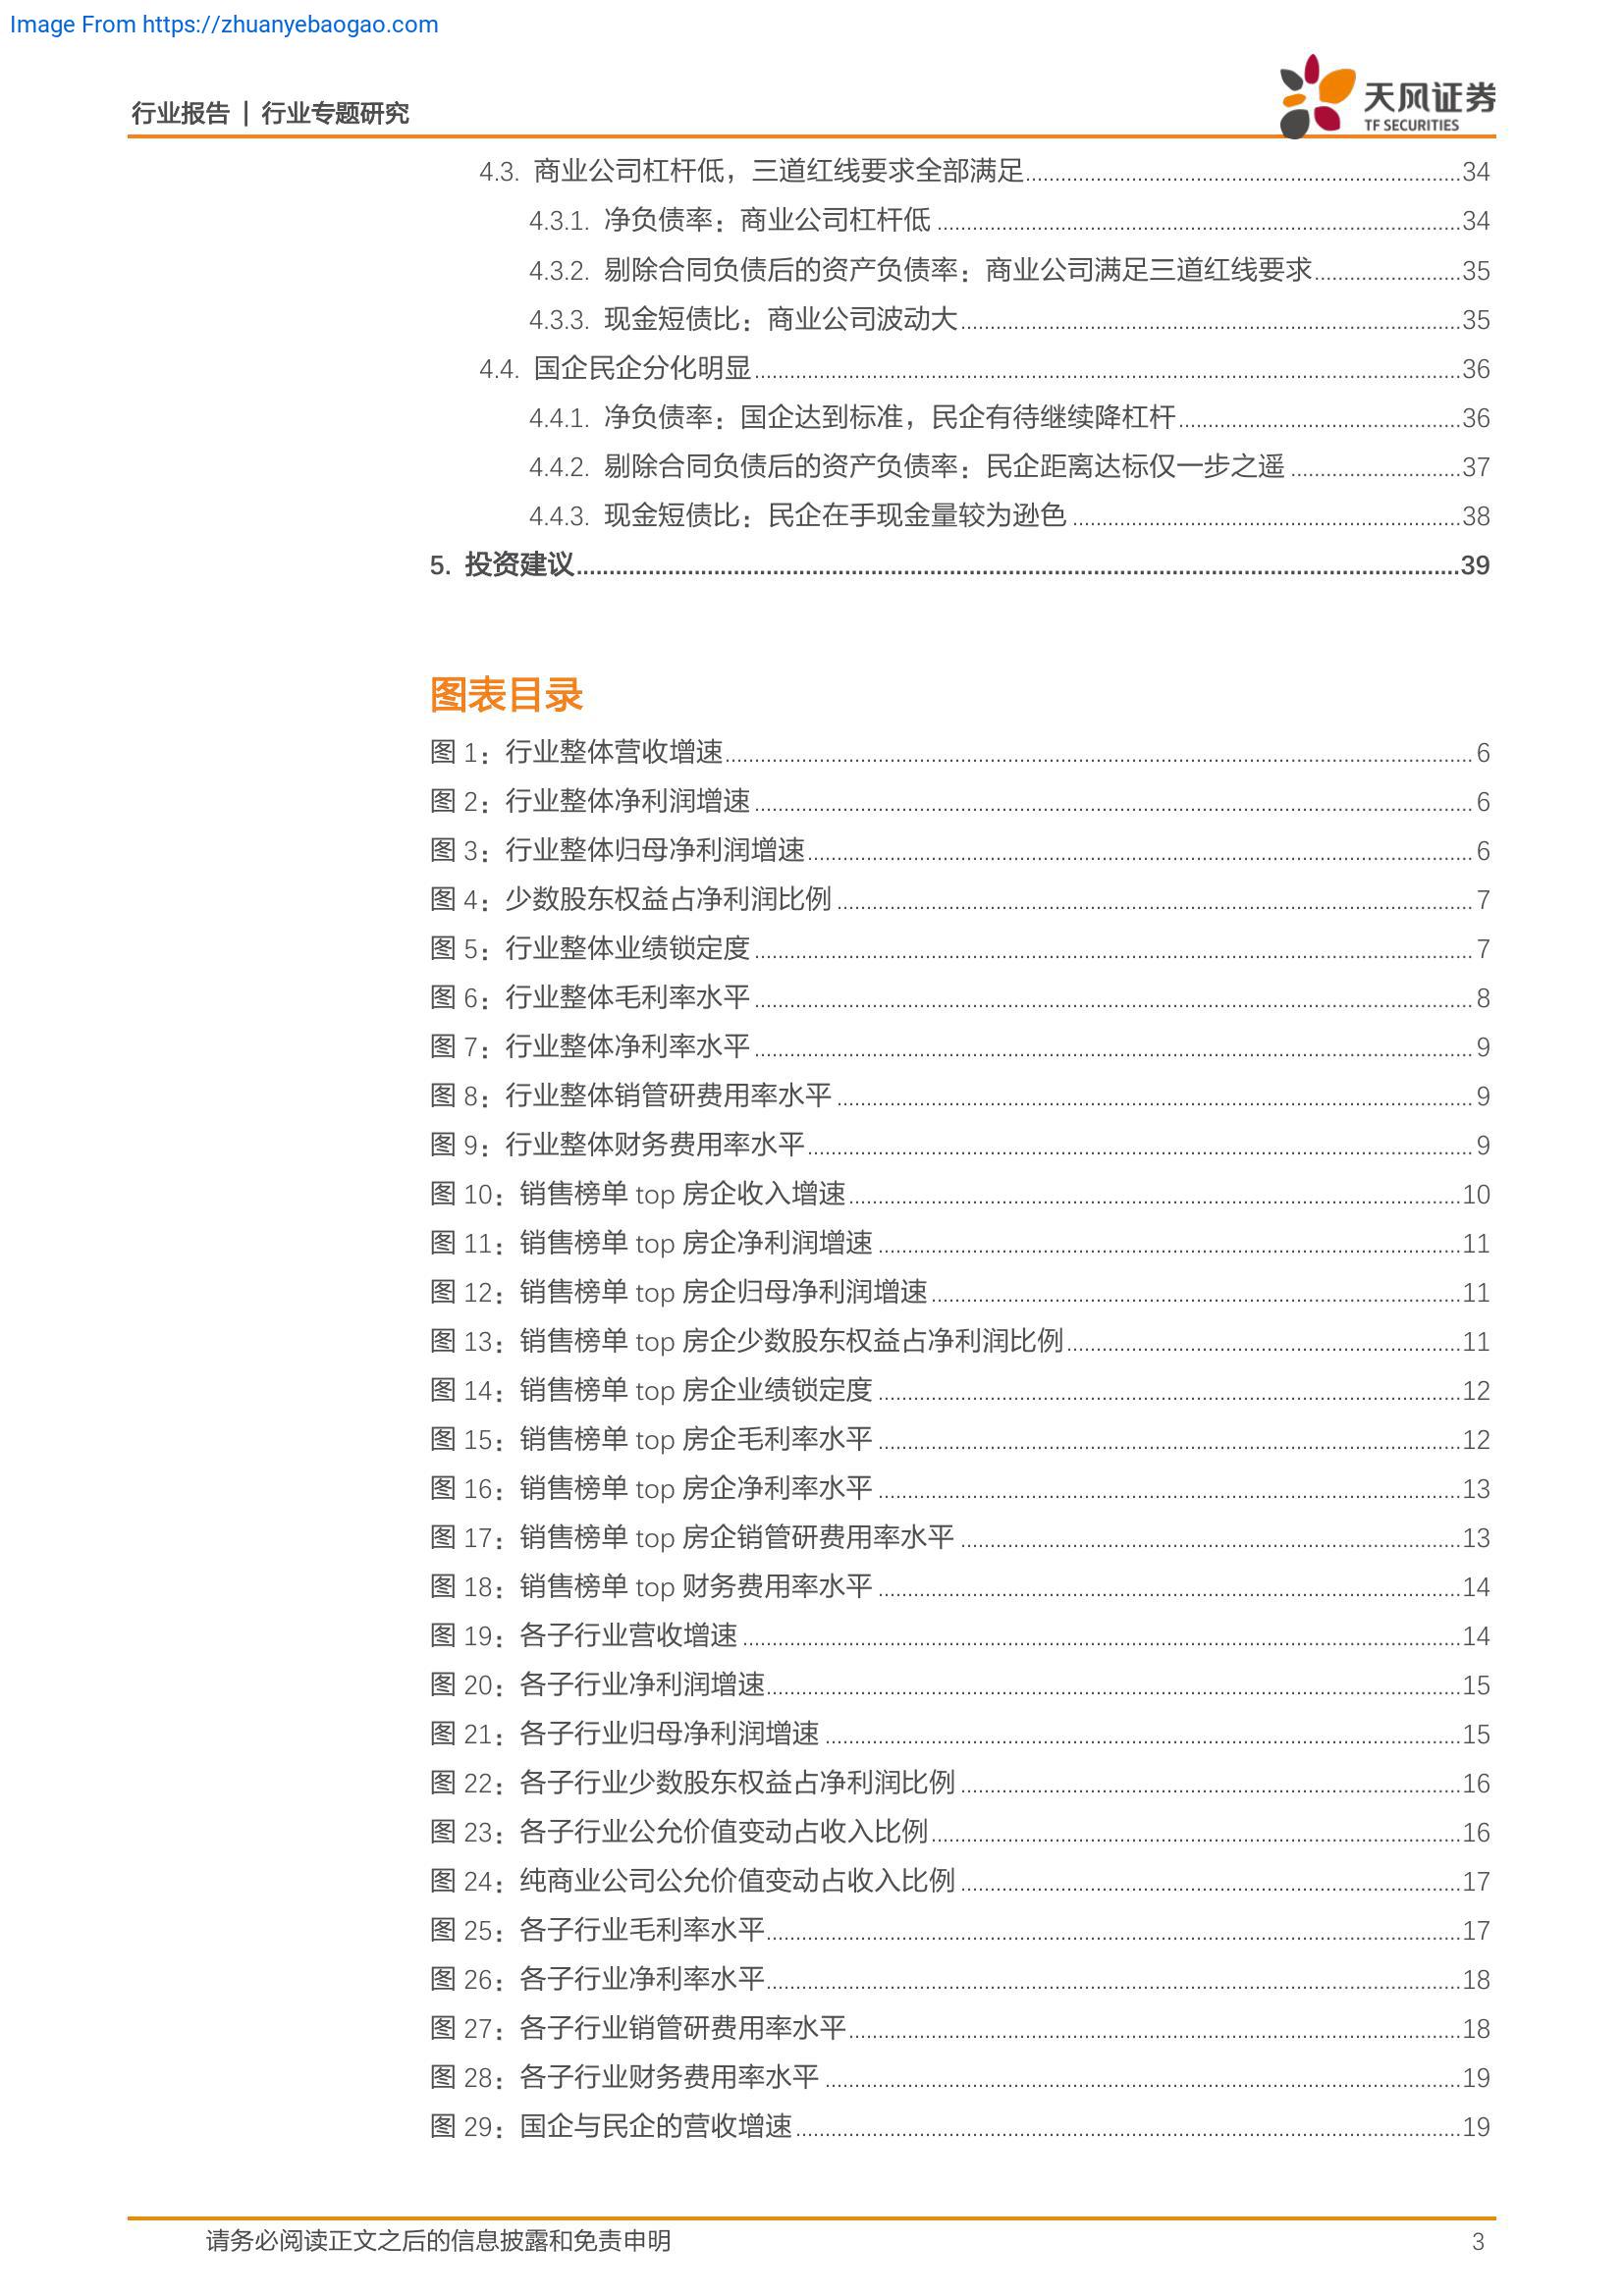 Image From https://zhuanyebaogao.com
行业报告 | 行业专题研究
天风证券
TF SECURITIES
4.3. 商业公司杠杆低，三道红线要求全部满足 34
4.3.1. 净负债率：商业公司杠杆低 34
4.3.2. 剔除合同负债后的资产负债率：商业公司满足三道红线要求 35
4.3.3. 现金短债比：商业公司波动大 35
4.4. 国企民企分化明显 36
4.4.1. 净负债率：国企达到标准，民企有待继续降杠杆 36
4.4.2. 剔除合同负债后的资产负债率：民企距离达标仅一步之遥 37
4.4.3. 现金短债比：民企在手现金量较为逊色 38
5. 投资建议 39
图表目录
图 1：行业整体营收增速 6
图 2：行业整体净利润增速 6
图 3：行业整体归母净利润增速 6
图 4：少数股东权益占净利润比例 7
图 5：行业整体业绩锁定度 7
图 6：行业整体毛利率水平 8
图 7：行业整体净利率水平 9
图 8：行业整体销管研费用率水平 9
图 9：行业整体财务费用率水平 9
图 10：销售榜单 top 房企收入增速 10
图 11：销售榜单 top 房企净利润增速 11
图 12：销售榜单 top 房企归母净利润增速 11
图 13：销售榜单 top 房企少数股东权益占净利润比例 11
图 14：销售榜单 top 房企业绩锁定度 12
图 15：销售榜单 top 房企毛利率水平 12
图 16：销售榜单 top 房企净利率水平 13
图 17：销售榜单 top 房企销管研费用率水平 13
图 18：销售榜单 top 财务费用率水平 14
图 19：各子行业营收增速 14
图 20：各子行业净利润增速 15
图 21：各子行业归母净利润增速 15
图 22：各子行业少数股东权益占净利润比例 16
图 23：各子行业公允价值变动占收入比例 16
图 24：纯商业公司公允价值变动占收入比例 17
图 25：各子行业毛利率水平 17
图 26：各子行业净利率水平 18
图 27：各子行业销管研费用率水平 18
图 28：各子行业财务费用率水平 19
图 29：国企与民企的营收增速 19
请务必阅读正文之后的信息披露和免责申明 3